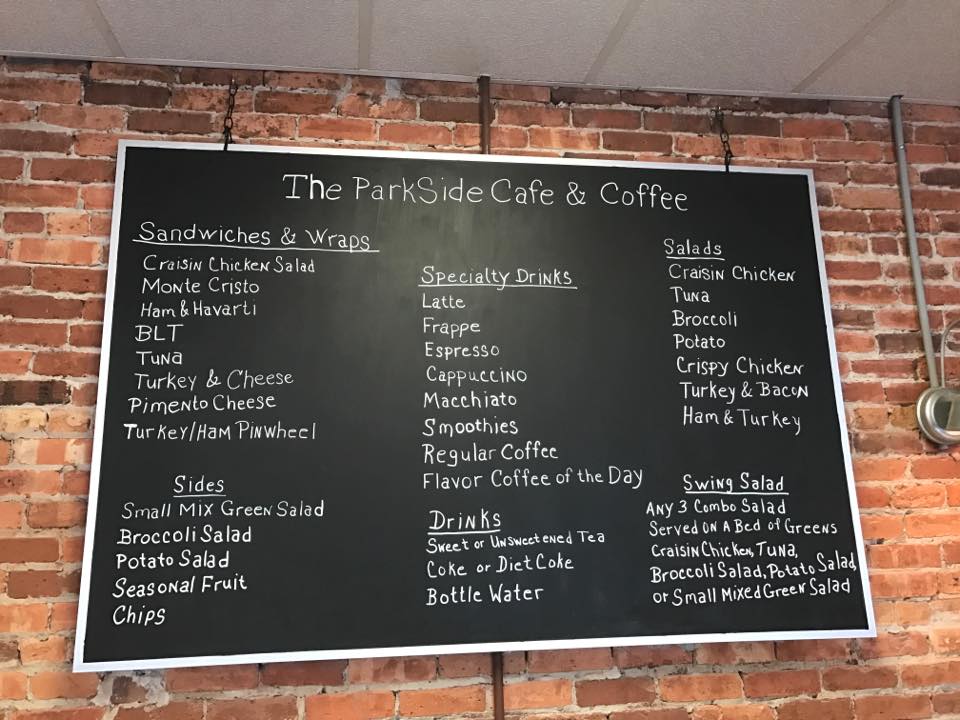 The ParkSide Cafe & Coffee
Sandwiches & Wraps
Craisin Chicken Salad
Monte Cristo
Ham & Havarti
BLT
Tuna
Turkey & Cheese
Pimento Cheese
Turkey/Ham Pinwheel
Sides
Small Mix Green Salad
Broccoli Salad
Potato Salad
Seasonal Fruit
Chips
Specialty Drinks
Latte
Frappe
Espresso
Cappuccino
Macchiato
Smoothies
Regular Coffee
Flavor Coffee of the Day
Drinks
Sweet or Unsweetened Tea
Coke or Diet Coke
Bottle Water
Salads
Craisin Chicken
Tuna
Broccoli
Potato
Crispy Chicken
Turkey & Bacon
Ham & Turkey
Swing Salad
Any 3 Combo Salad
Served on A Bed of Greens
Craisin Chicken, Tuna,
Broccoli Salad, Potato Salad,
or Small Mixed Green Salad